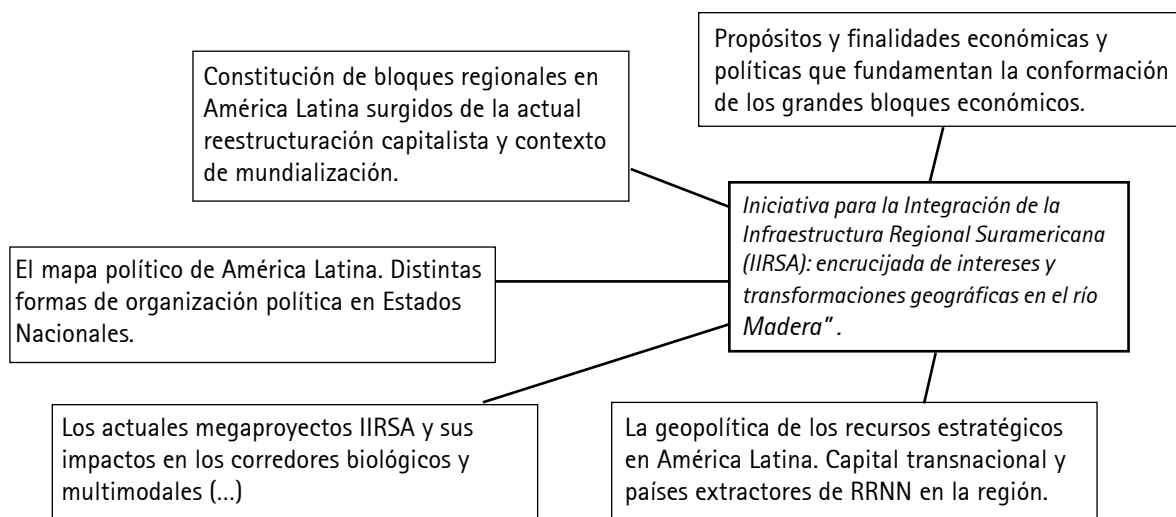 Propósitos y finalidades económicas y
políticas que fundamentan la conformación
de los grandes bloques económicos.
Constitución de bloques regionales en
América Latina surgidos de la actual
reestructuración capitalista y contexto
de mundialización.
Iniciativa para la Integración de la
Infraestructura Regional Suramericana
(IIRSA): encrucijada de intereses y
transformaciones geográficas en el río
Madera".
El mapa político de América Latina. Distintas
formas de organización política en Estados
Nacionales.
Los actuales megaproyectos IIRSA y sus
impactos en los corredores biológicos y
multimodales (...)
La geopolítica de los recursos estratégicos
en América Latina. Capital transnacional y
países extractores de RRNN en la región.